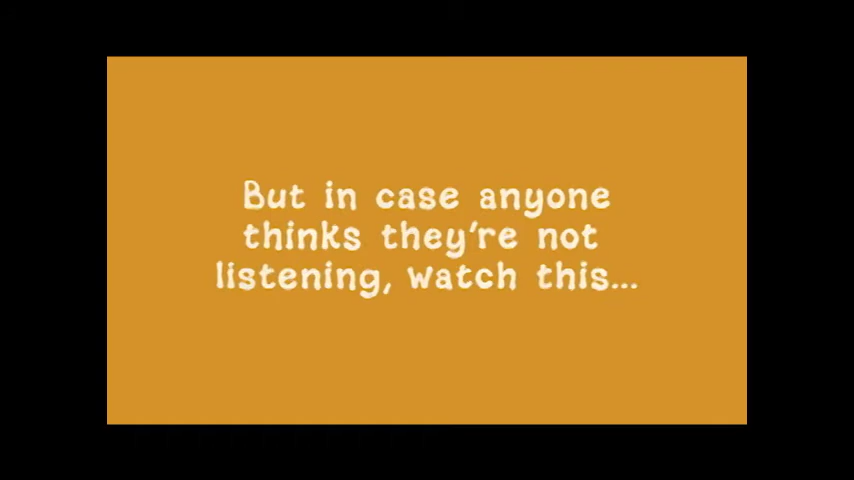 But in case anyone
thinks they're not
listening, watch this...